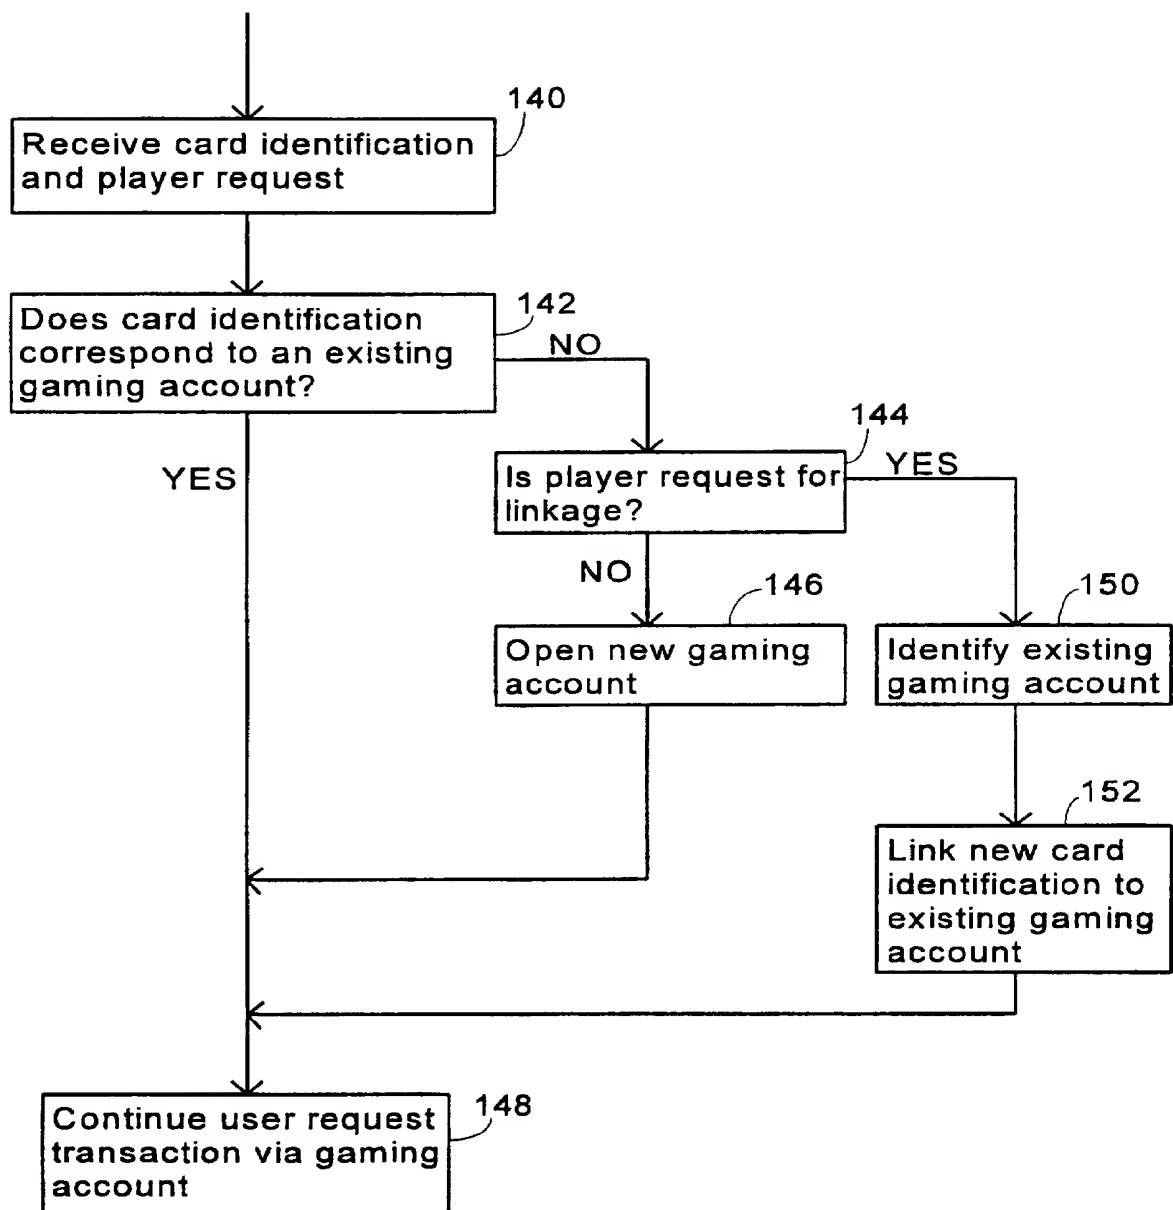 140
Receive card identification
and player request
142
Does card identification
correspond to an existing
gaming account?
NO
YES
144
Is player request for
linkage?
YES
NO
146
Open new gaming
account
150
Identify existing
gaming account
152
Link new card
identification to
existing gaming
account
148
Continue user request
transaction via gaming
account